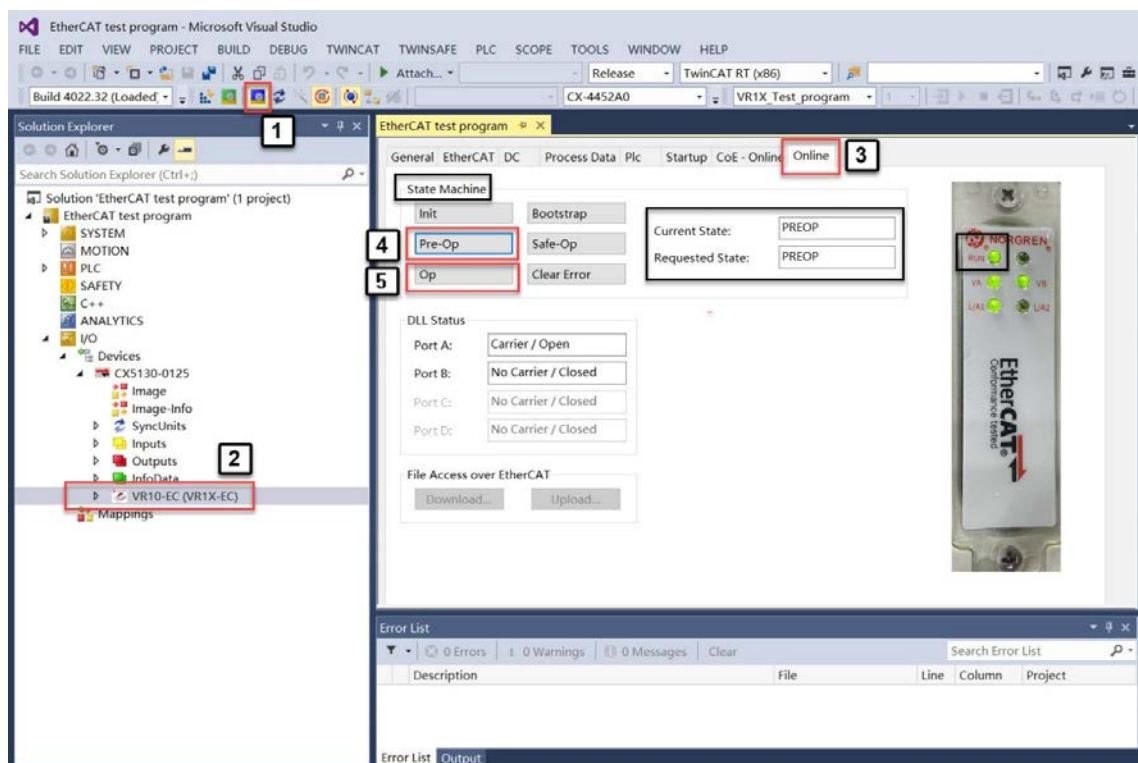 EtherCAT test program - Microsoft Visual Studio
FILE EDIT VIEW PROJECT BUILD DEBUG TWINCAT TWINSAFE PLC SCOPE TOOLS WINDOW HELP
Attach... Release TwinCAT RT (x86)
Build 4022.32 (Loaded) CX-4452A0 VR1X_Test_program 1
1
Solution Explorer
Search Solution Explorer (Ctrl+;)
Solution 'EtherCAT test program' (1 project)
EtherCAT test program
SYSTEM
MOTION
PLC
SAFETY
C++
ANALYTICS
I/O
Devices
CX5130-0125
Image
Image-Info
SyncUnits
Inputs
Outputs
2
InfoData
VR10-EC (VR1X-EC)
Mappings
EtherCAT test program
General EtherCAT DC Process Data Plc Startup CoE - Online Online
3
State Machine
Init Bootstrap
4
Pre-Op Safe-Op
5
Op Clear Error
Current State: PREOP
Requested State: PREOP
DLL Status
Port A: Carrier / Open
Port B: No Carrier / Closed
Port C: No Carrier / Closed
Port D: No Carrier / Closed
File Access over EtherCAT
Download... Upload...
NORGREN
RUN
VA VB
L/A1 L/A2
EtherCAT
Conformance tested
Error List
0 Errors 0 Warnings 0 Messages Clear
Search Error List
Description File Line Column Project
Error List Output